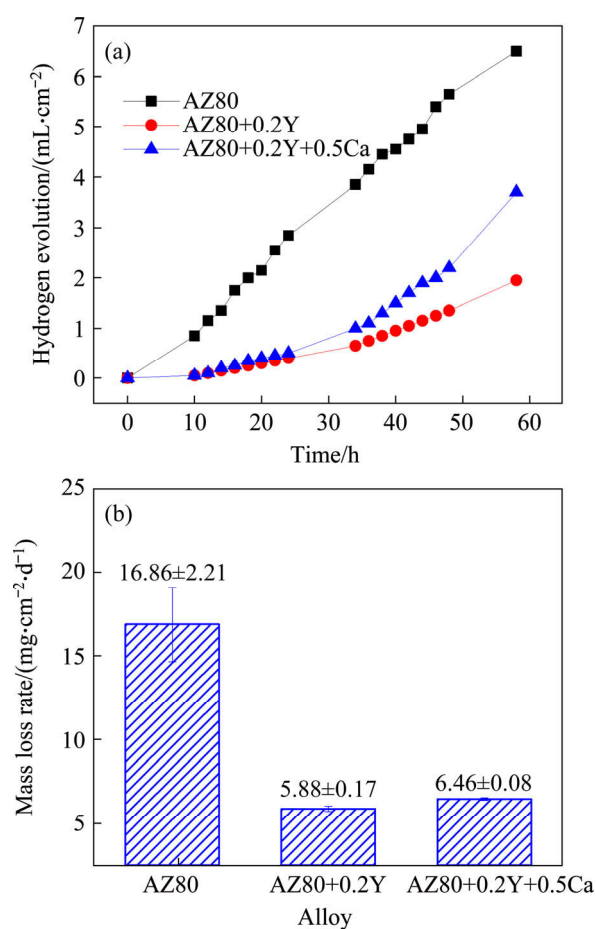 (a)
AZ80
AZ80+0.2Y
AZ80+0.2Y+0.5Ca
Hydrogen evolution/(mL·cm⁻²)
7
6
5
4
3
2
1
0
0 10 20 30 40 50 60
Time/h
(b)
Mass loss rate/(mg·cm⁻²·d⁻¹)
25
20
15
10
5
16.86±2.21
5.88±0.17
6.46±0.08
AZ80 AZ80+0.2Y AZ80+0.2Y+0.5Ca
Alloy